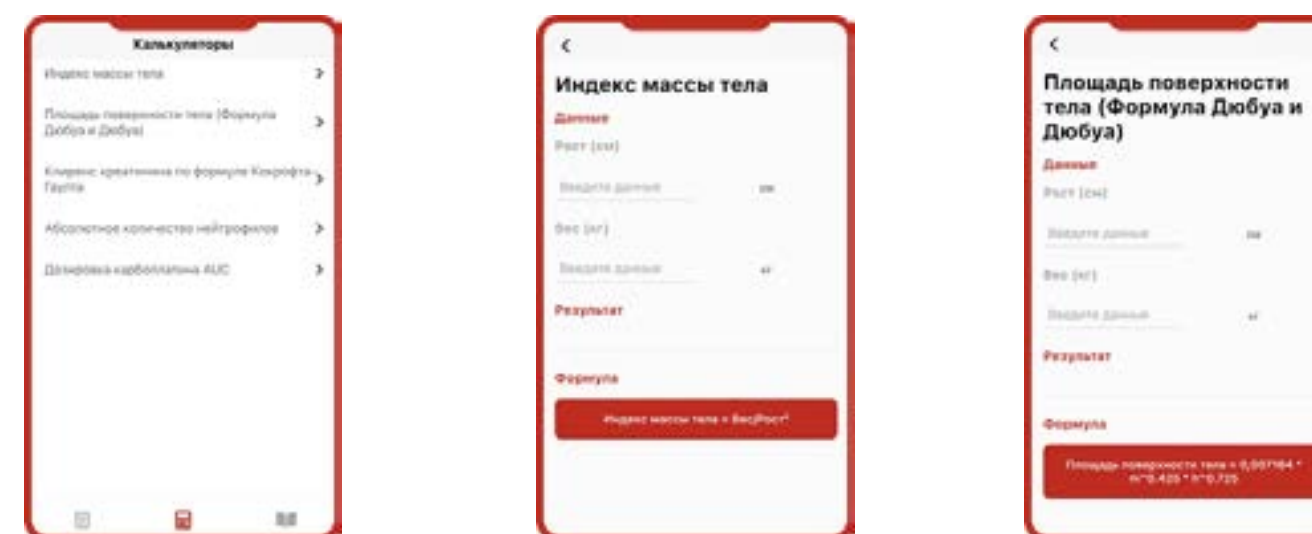 Калькуляторы
Индекс массы тела
Площадь поверхности тела (Формула
Дюбуа и Дюбуа)
Клиренс креатинина по формуле Кокрофта-
Гаулта
Абсолютное количество нейтрофилов
Дозировка карбоплатина AUC
Индекс массы тела
Данные
Рост (см)
Введите данные см
Вес (кг)
Введите данные кг
Результат
Формула
Индекс массы тела = Вес/Рост²
Площадь поверхности
тела (Формула Дюбуа и
Дюбуа)
Данные
Рост (см)
Введите данные см
Вес (кг)
Введите данные кг
Результат
Формула
Площадь поверхности тела = 0,007184 *
m^0.425 * h^0.725